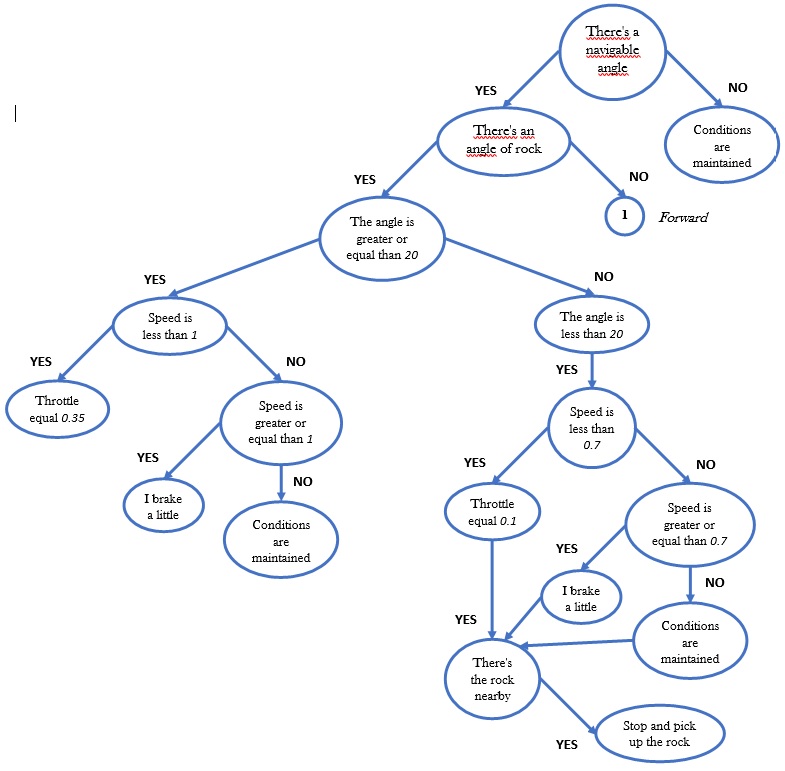 There's a
navigable
angle
YES
NO
There's an
angle of rock
Conditions
are
maintained
YES
NO
1
Forward
The angle is
greater or
equal than 20
YES
NO
Speed is
less than 1
The angle is
less than 20
YES
NO
YES
Throttle
equal 0.35
Speed is
greater or
equal than 1
Speed is
less than
0.7
YES
NO
YES
NO
I brake
a little
Conditions
are
maintained
Throttle
equal 0.1
Speed is
greater or
equal than 0.7
YES
NO
I brake
a little
YES
Conditions
are
maintained
There's
the rock
nearby
YES
Stop and pick
up the rock